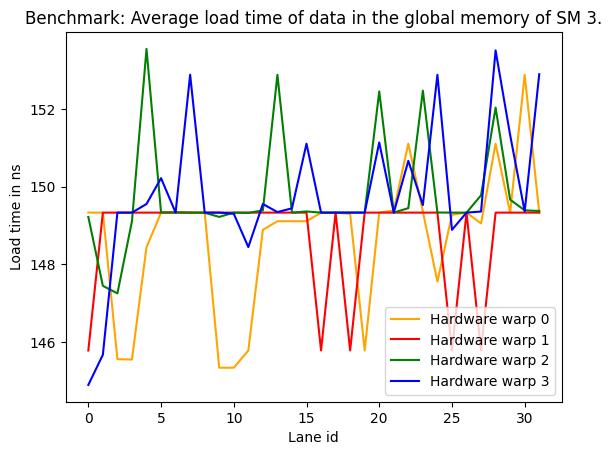 Benchmark: Average load time of data in the global memory of SM 3.
152
150
148
146
Load time in ns
Hardware warp 0
Hardware warp 1
Hardware warp 2
Hardware warp 3
0 5 10 15 20 25 30
Lane id